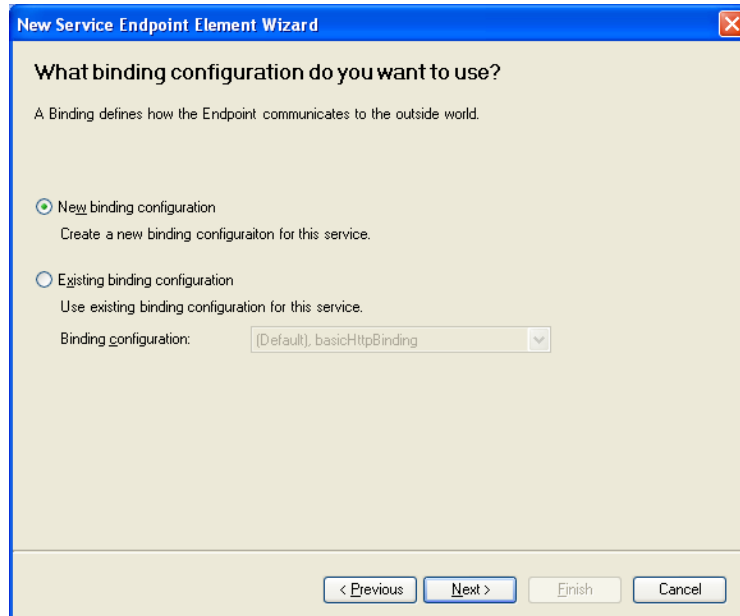 New Service Endpoint Element Wizard
What binding configuration do you want to use?
A Binding defines how the Endpoint communicates to the outside world.
New binding configuration
Create a new binding configuraiton for this service.
Existing binding configuration
Use existing binding configuration for this service.
Binding configuration: (Default), basicHttpBinding
< Previous Next > Finish Cancel